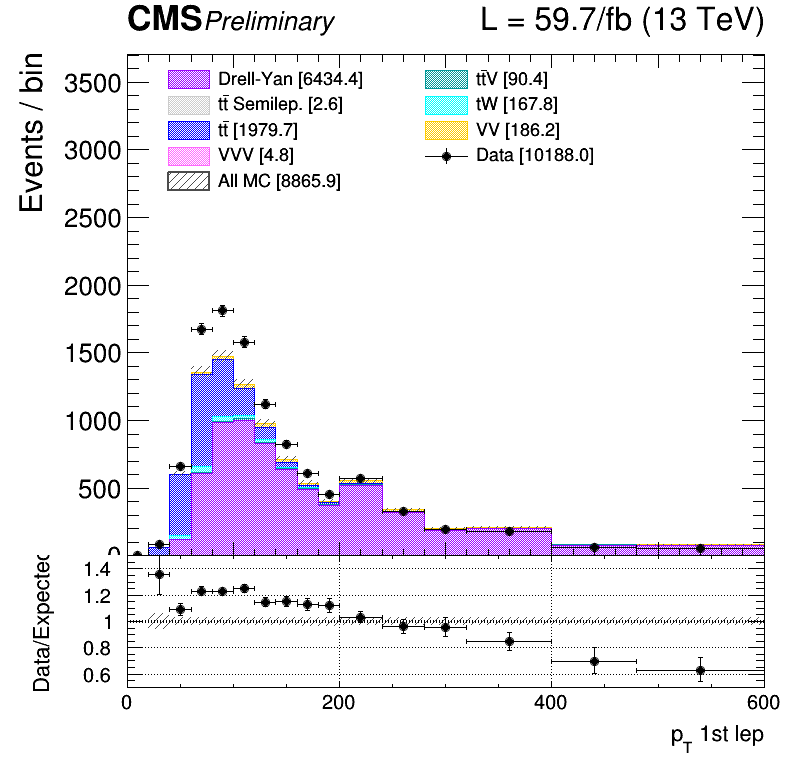 CMS Preliminary L = 59.7/fb (13 TeV)
Events / bin
3500
3000
2500
2000
1500
1000
500
0
Drell-Yan [6434.4]
tt̄ Semilep. [2.6]
tt̄ [1979.7]
VVV [4.8]
All MC [8865.9]
tt̄V [90.4]
tW [167.8]
VV [186.2]
Data [10188.0]
Data/Expected
1.4
1.2
1
0.8
0.6
0 200 400 600
p_T 1st lep